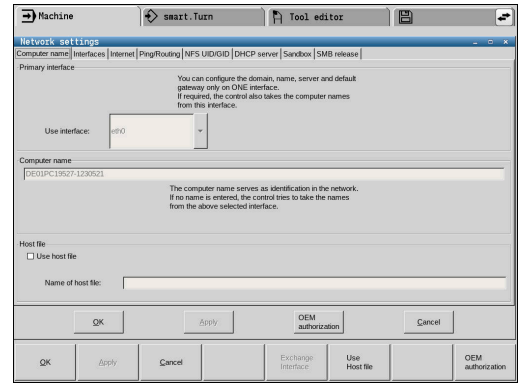 Machine
smart.Turn
Tool editor
Network settings
Computer name Interfaces Internet Ping/Routing NFS UID/GID DHCP server Sandbox SMB release
Primary interface
You can configure the domain, name, server and default
gateway only on ONE interface.
If required, the control also takes the computer names
from this interface.
Use interface:
eth0
Computer name
DE01PC19527-1230521
The computer name serves as identification in the network.
If no name is entered, the control tries to take the names
from the above selected interface.
Host file
Use host file
Name of host file:
OK
Apply
OEM
authorization
Cancel
OK
Apply
Cancel
Exchange
Interface
Use
Host file
OEM
authorization